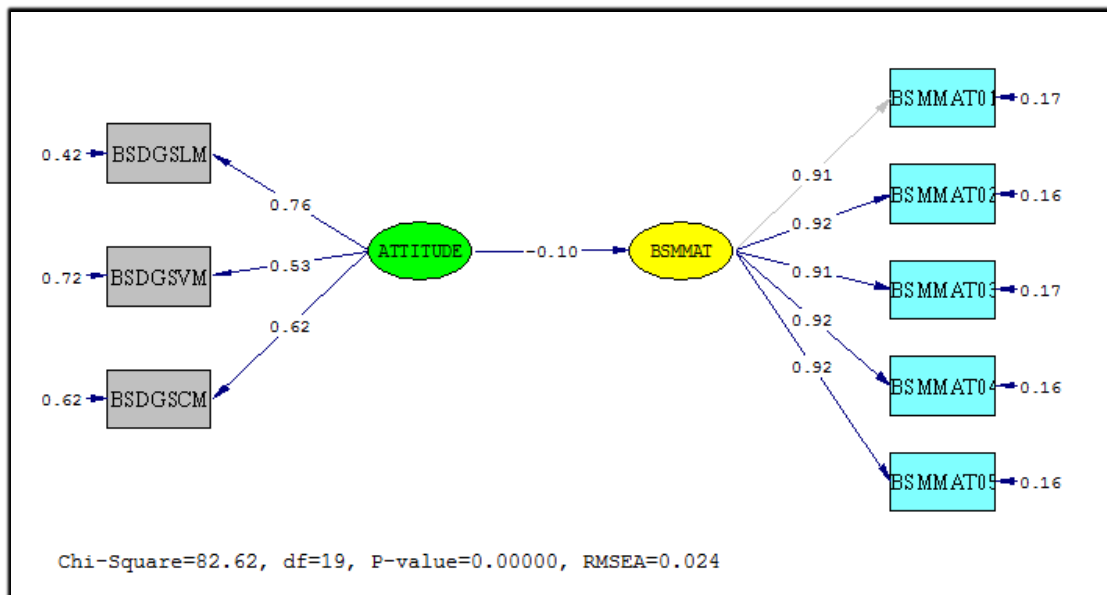 BSMMAT01
0.17
0.42
BSDGSLM
0.91
0.76
BSMMAT02
0.16
0.92
ATTITUDE
-0.10
BSMMAT
0.72
BSDGSVM
0.53
0.91
BSMMAT03
0.17
0.62
0.92
0.92
0.62
BSDGSCM
BSMMAT04
0.16
BSMMAT05
0.16
Chi-Square=82.62, df=19, P-value=0.00000, RMSEA=0.024